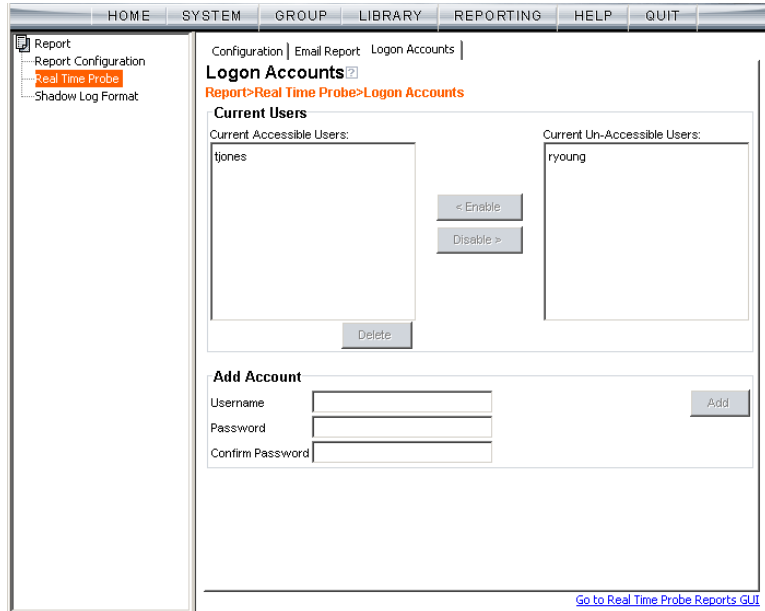 HOME SYSTEM GROUP LIBRARY REPORTING HELP QUIT
Report
Report Configuration
Real Time Probe
Shadow Log Format
Configuration Email Report Logon Accounts
Logon Accounts ?
Report>Real Time Probe>Logon Accounts
Current Users
Current Accessible Users: Current Un-Accessible Users:
tjones ryoung
< Enable
Disable >
Delete
Add Account
Username Add
Password
Confirm Password
Go to Real Time Probe Reports GUI